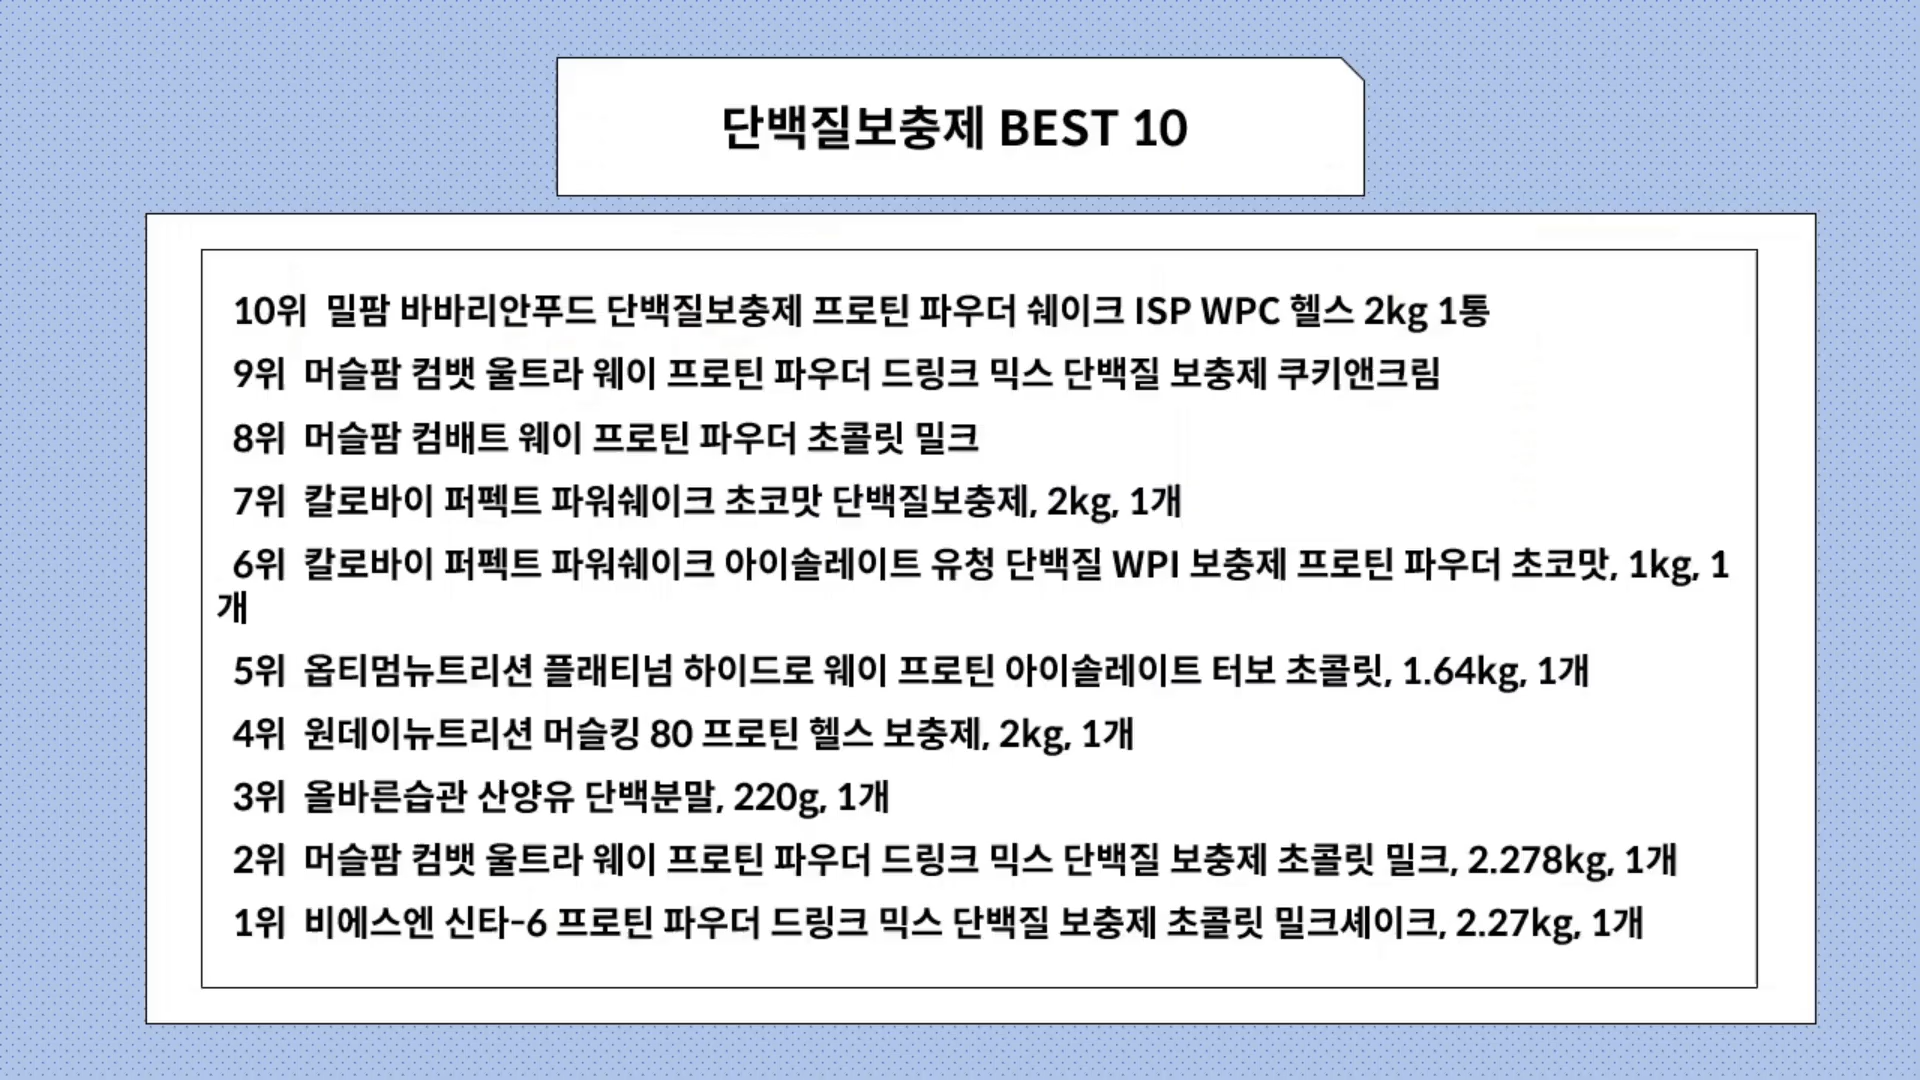 단백질보충제 BEST 10
10위 밀팜 바바리안푸드 단백질보충제 프로틴 파우더 쉐이크 ISP WPC 헬스 2kg 1통
9위 머슬팜 컴뱃 울트라 웨이 프로틴 파우더 드링크 믹스 단백질 보충제 쿠키앤크림
8위 머슬팜 컴배트 웨이 프로틴 파우더 초콜릿 밀크
7위 칼로바이 퍼펙트 파워쉐이크 초코맛 단백질보충제, 2kg, 1개
6위 칼로바이 퍼펙트 파워쉐이크 아이솔레이트 유청 단백질 WPI 보충제 프로틴 파우더 초코맛, 1kg, 1
개
5위 옵티멈뉴트리션 플래티넘 하이드로 웨이 프로틴 아이솔레이트 터보 초콜릿, 1.64kg, 1개
4위 원데이뉴트리션 머슬킹 80 프로틴 헬스 보충제, 2kg, 1개
3위 올바른습관 산양유 단백분말, 220g, 1개
2위 머슬팜 컴뱃 울트라 웨이 프로틴 파우더 드링크 믹스 단백질 보충제 초콜릿 밀크, 2.278kg, 1개
1위 비에스엔 신타-6 프로틴 파우더 드링크 믹스 단백질 보충제 초콜릿 밀크셰이크, 2.27kg, 1개